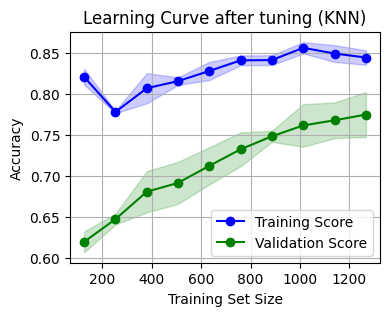 Learning Curve after tuning (KNN)
0.85
0.80
0.75
0.70
0.65
0.60
Accuracy
Training Score
Validation Score
200 400 600 800 1000 1200
Training Set Size